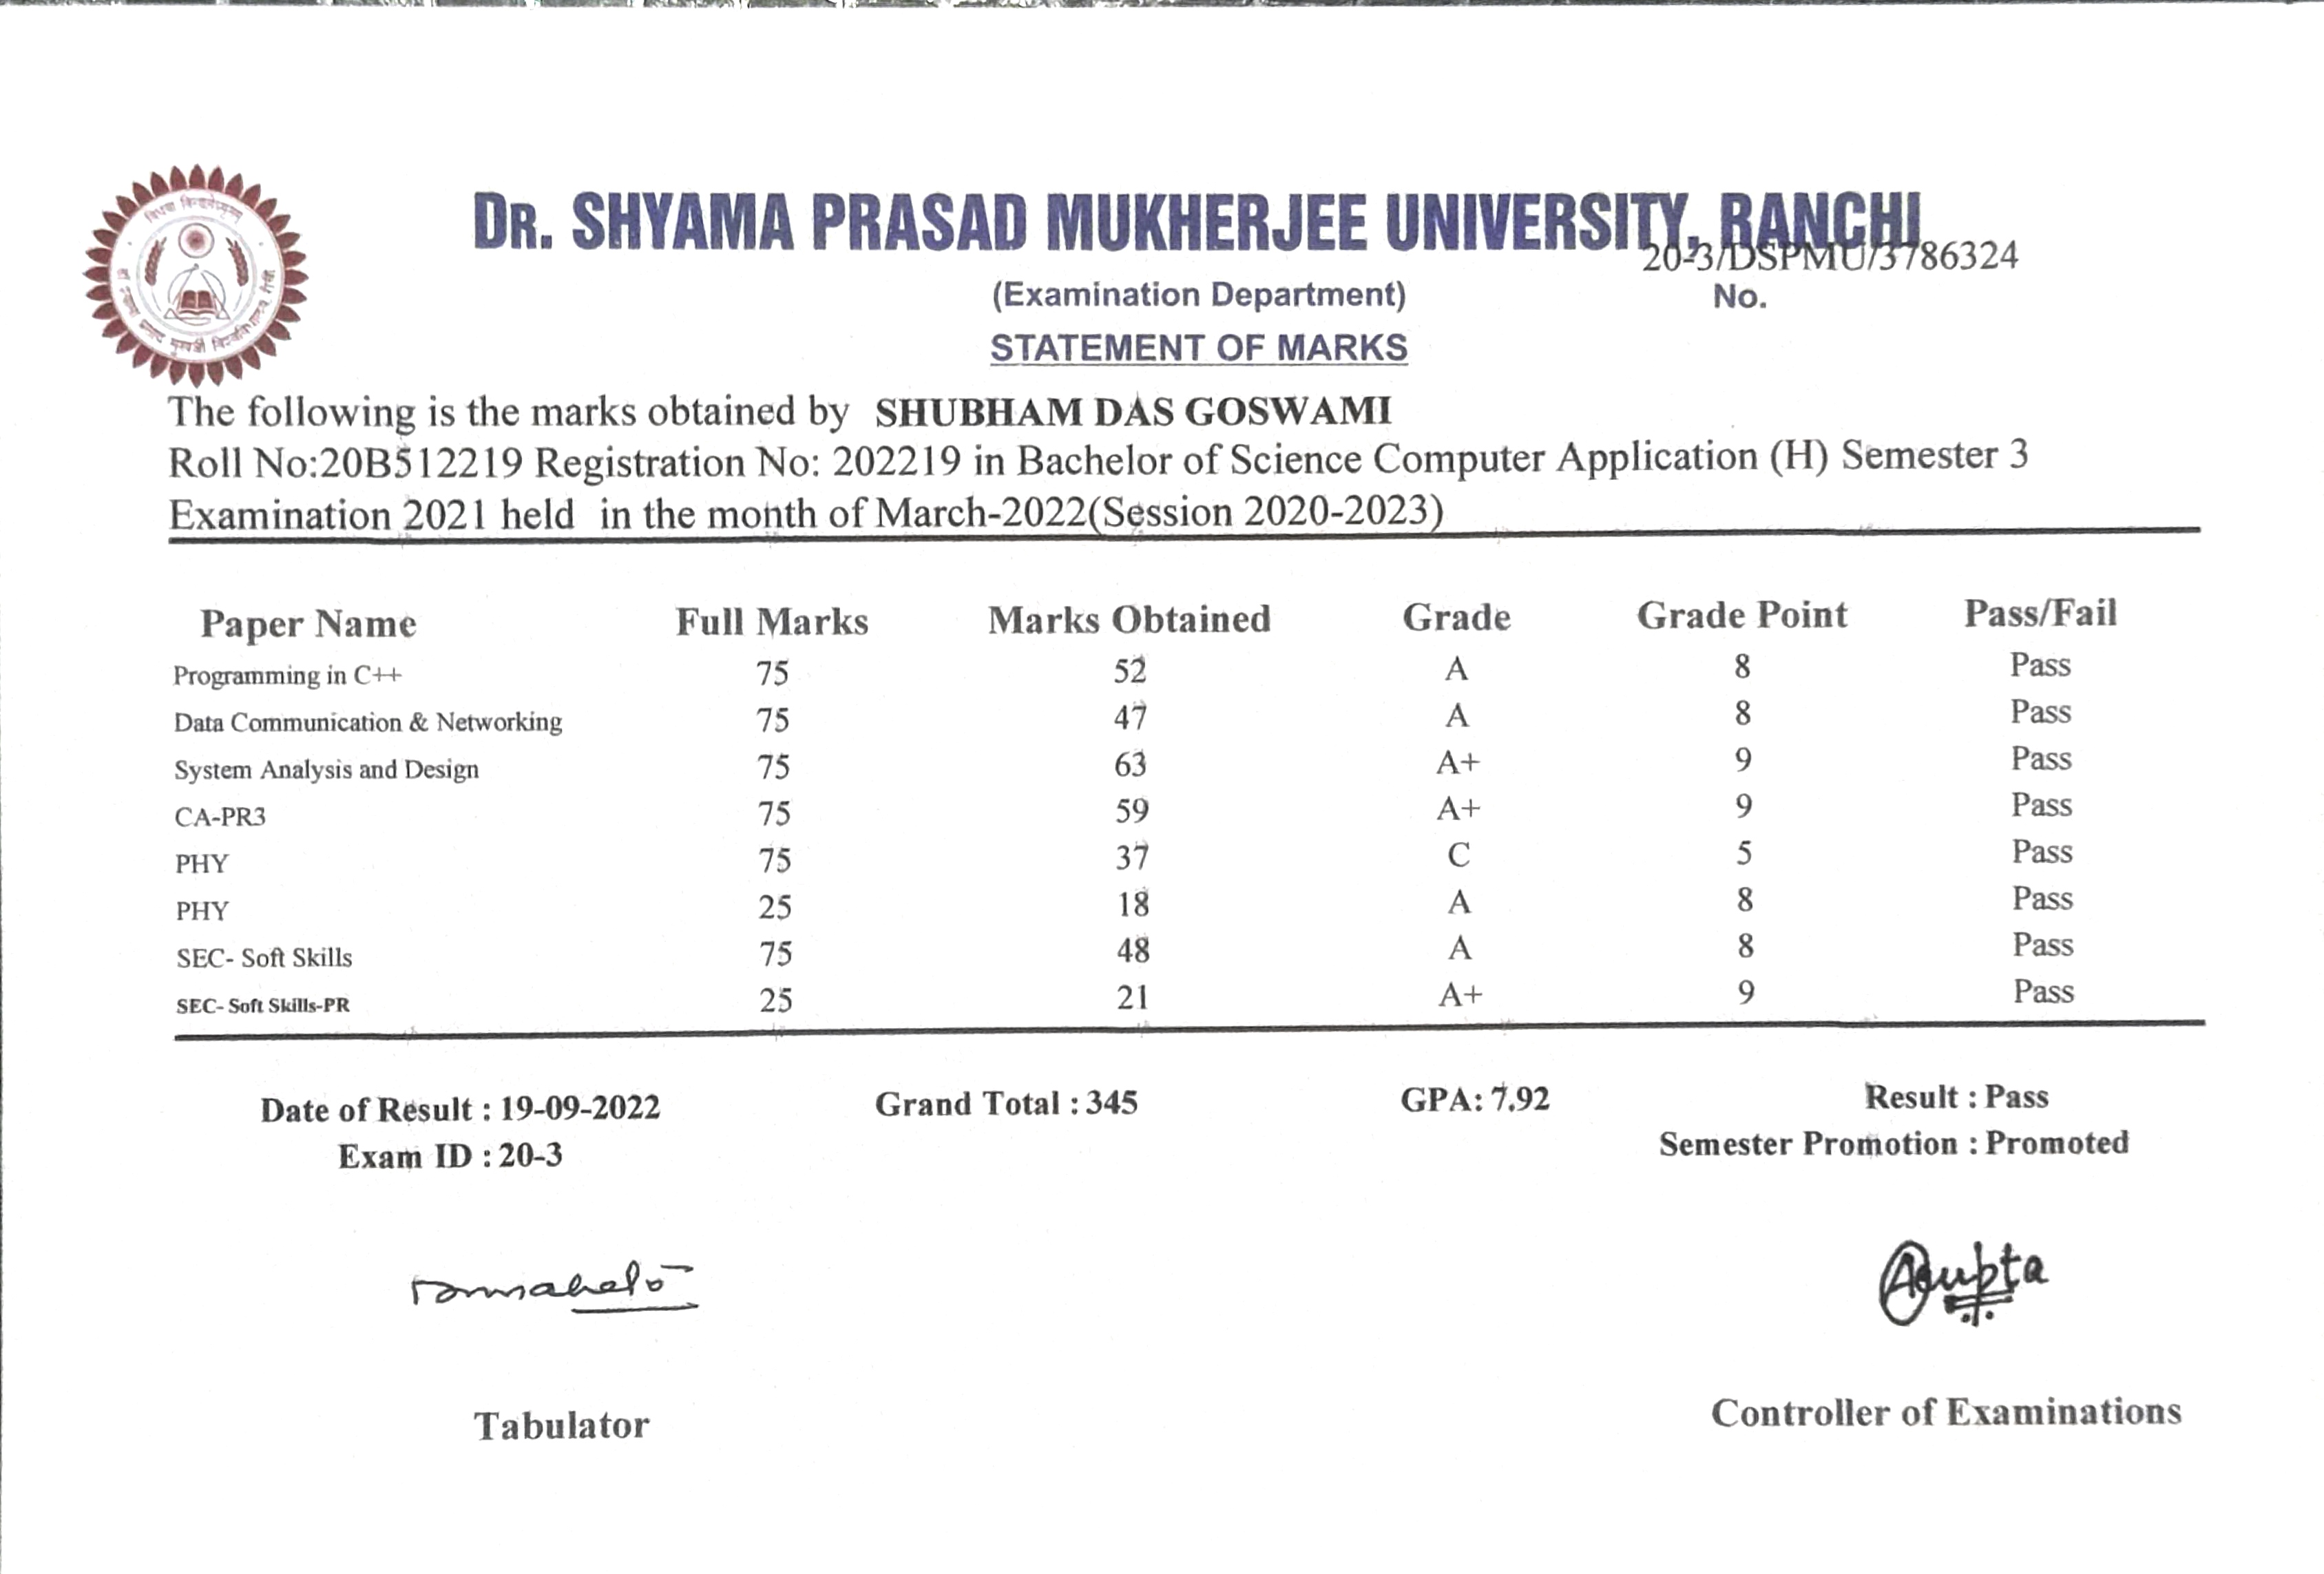 DR. SHYAMA PRASAD MUKHERJEE UNIVERSITY, RANCHI
20-3/DSPMU/3786324
(Examination Department)
No.
STATEMENT OF MARKS
The following is the marks obtained by SHUBHAM DAS GOSWAMI
Roll No:20B512219 Registration No: 202219 in Bachelor of Science Computer Application (H) Semester 3
Examination 2021 held in the month of March-2022(Session 2020-2023)
Paper Name Full Marks Marks Obtained Grade Grade Point Pass/Fail
Programming in C++ 75 52 A 8 Pass
Data Communication & Networking 75 47 A 8 Pass
System Analysis and Design 75 63 A+ 9 Pass
CA-PR3 75 59 A+ 9 Pass
PHY 75 37 C 5 Pass
PHY 25 18 A 8 Pass
SEC- Soft Skills 75 48 A 8 Pass
SEC- Soft Skills-PR 25 21 A+ 9 Pass
Date of Result : 19-09-2022 Grand Total : 345 GPA: 7.92 Result : Pass
Exam ID : 20-3 Semester Promotion : Promoted
Agupta
Tabulator Controller of Examinations